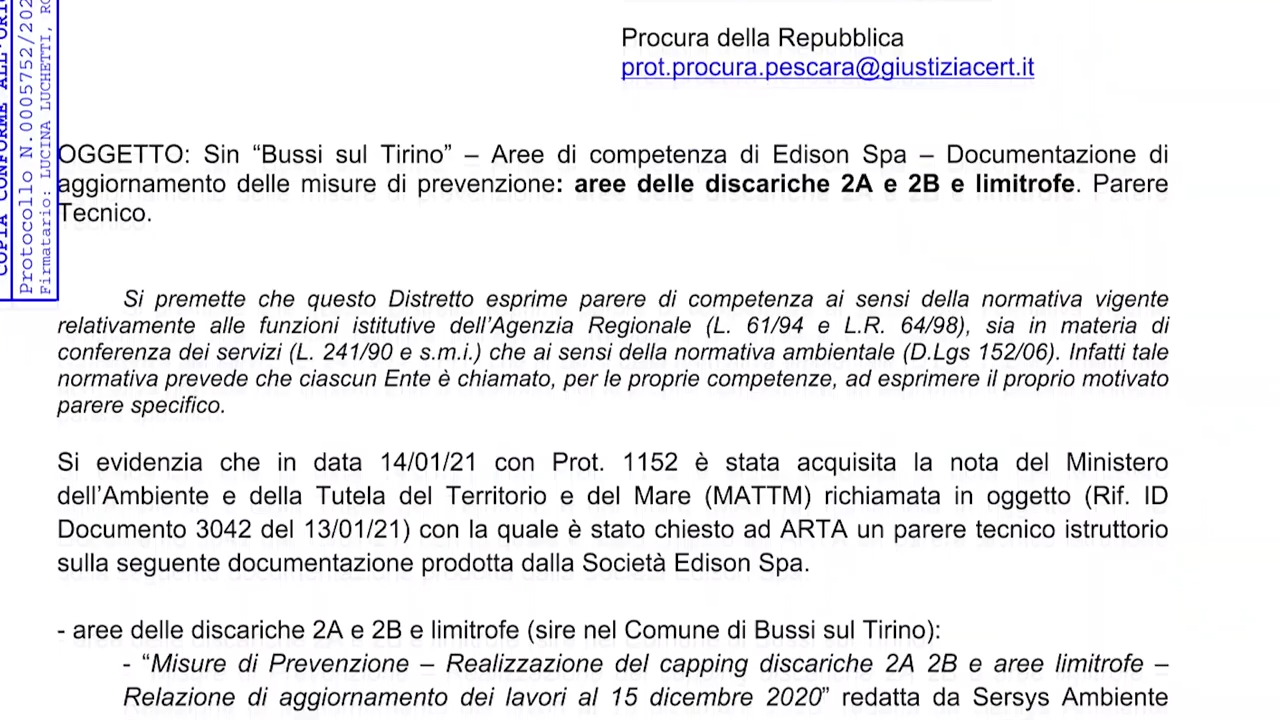 COPIA CONFORME ALL'ORIG
Protocollo N.0005752/202
Firmatario: LUCINA LUCHETTI, RO
Procura della Repubblica
prot.procura.pescara@giustiziacert.it
OGGETTO: Sin “Bussi sul Tirino” – Aree di competenza di Edison Spa – Documentazione di
aggiornamento delle misure di prevenzione: aree delle discariche 2A e 2B e limitrofe. Parere
Tecnico.
Si premette che questo Distretto esprime parere di competenza ai sensi della normativa vigente
relativamente alle funzioni istitutive dell’Agenzia Regionale (L. 61/94 e L.R. 64/98), sia in materia di
conferenza dei servizi (L. 241/90 e s.m.i.) che ai sensi della normativa ambientale (D.Lgs 152/06). Infatti tale
normativa prevede che ciascun Ente è chiamato, per le proprie competenze, ad esprimere il proprio motivato
parere specifico.
Si evidenzia che in data 14/01/21 con Prot. 1152 è stata acquisita la nota del Ministero
dell’Ambiente e della Tutela del Territorio e del Mare (MATTM) richiamata in oggetto (Rif. ID
Documento 3042 del 13/01/21) con la quale è stato chiesto ad ARTA un parere tecnico istruttorio
sulla seguente documentazione prodotta dalla Società Edison Spa.
- aree delle discariche 2A e 2B e limitrofe (sire nel Comune di Bussi sul Tirino):
- “Misure di Prevenzione – Realizzazione del capping discariche 2A 2B e aree limitrofe –
Relazione di aggiornamento dei lavori al 15 dicembre 2020” redatta da Sersys Ambiente